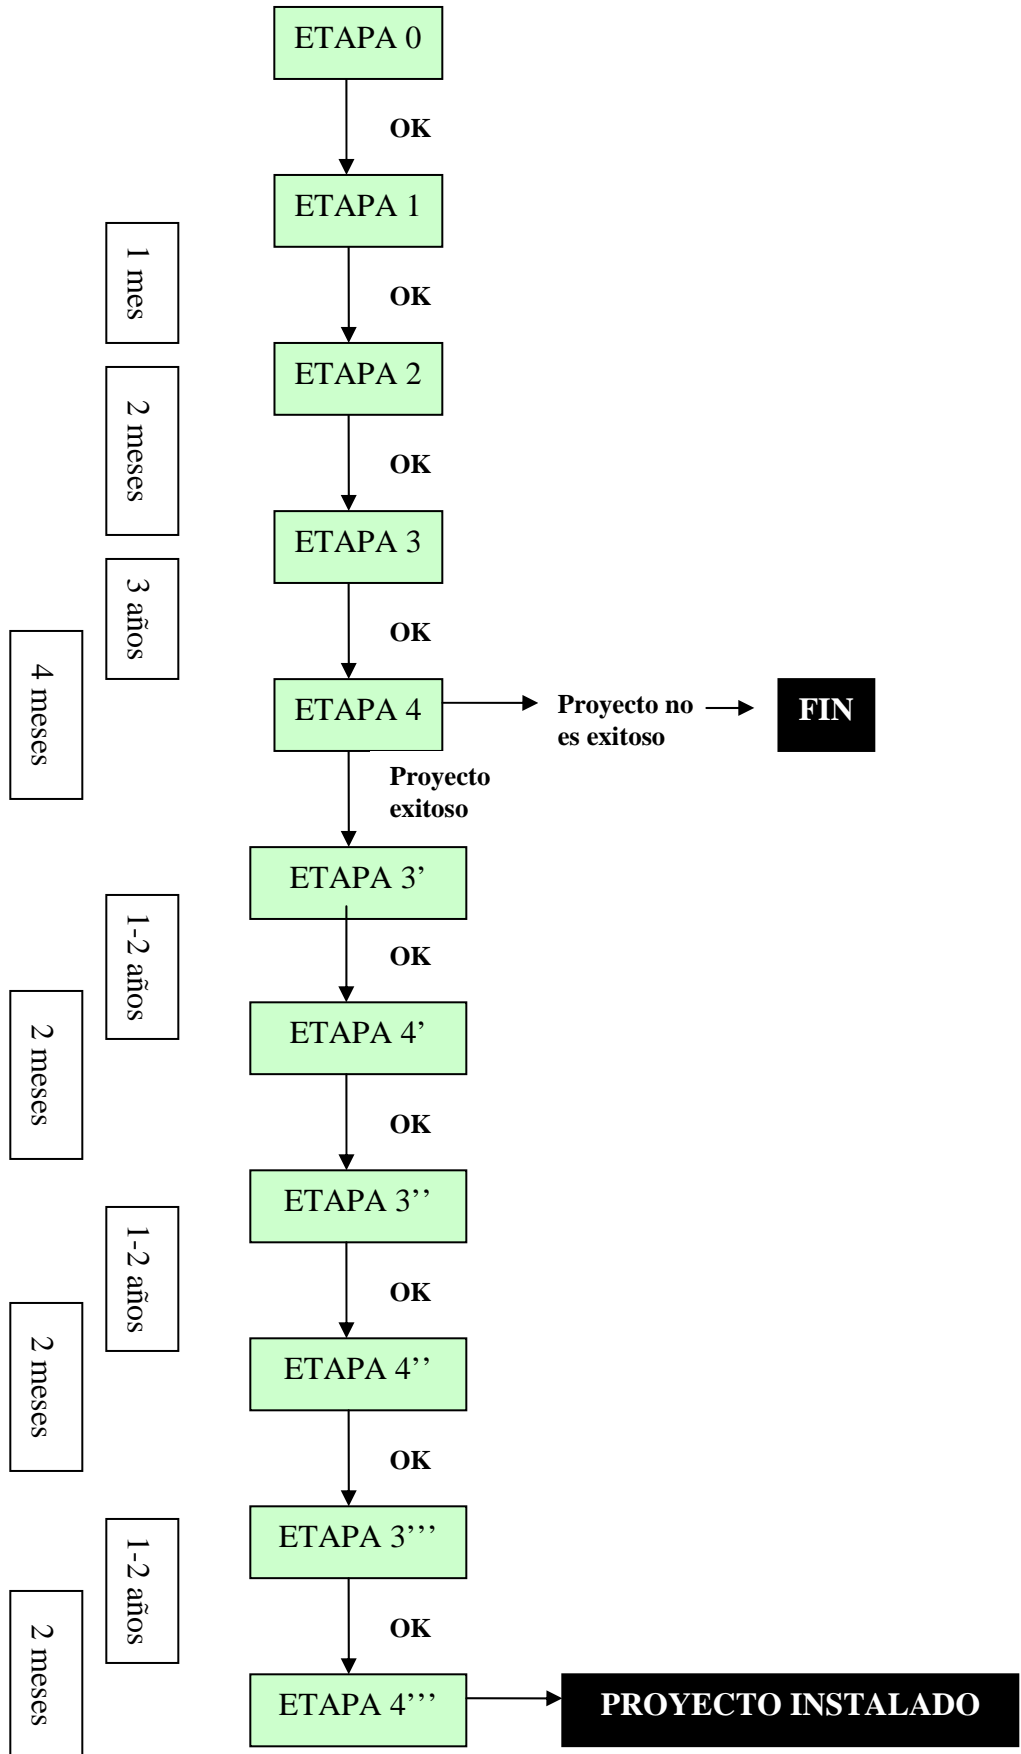 ETAPA 0
OK
ETAPA 1
1 mes
OK
ETAPA 2
2 meses
OK
ETAPA 3
3 años
OK
4 meses
ETAPA 4
Proyecto no
es exitoso
FIN
Proyecto
exitoso
ETAPA 3'
1-2 años
OK
ETAPA 4'
2 meses
OK
ETAPA 3’’
1-2 años
OK
ETAPA 4’’
2 meses
OK
ETAPA 3’’’
1-2 años
OK
2 meses
ETAPA 4’’’
PROYECTO INSTALADO